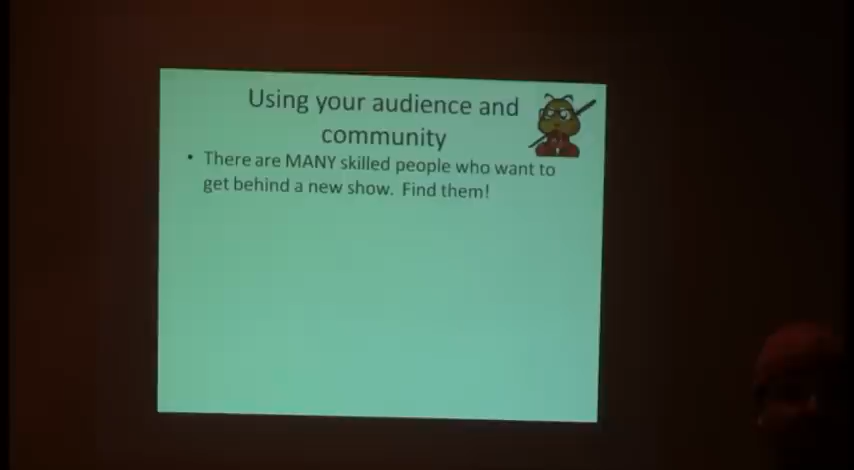 Using your audience and
community
• There are MANY skilled people who want to
get behind a new show.  Find them!